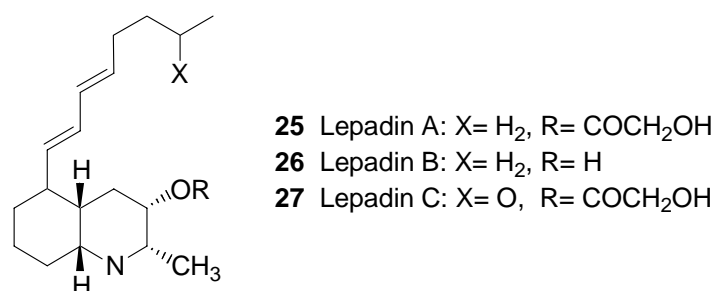 X
25 Lepadin A: X= H₂, R= COCH₂OH
26 Lepadin B: X= H₂, R= H
27 Lepadin C: X= O, R= COCH₂OH
H
OR
N
CH₃
H